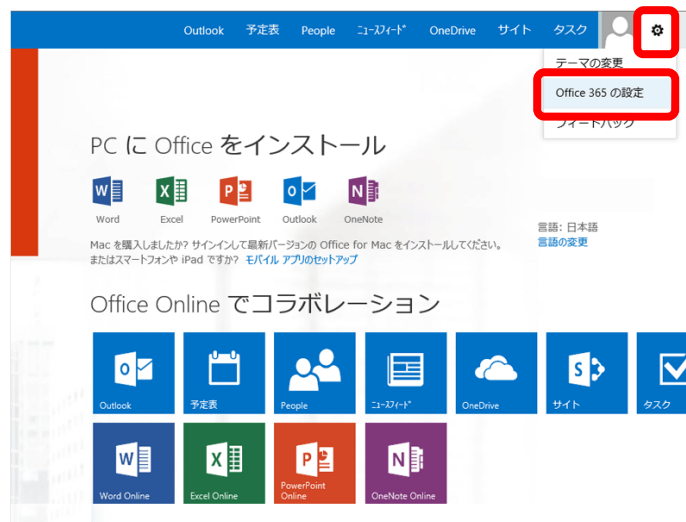 Outlook 予定表 People ﾆｭｰｽﾌｨｰﾄﾞ OneDrive サイト タスク
テーマの変更
Office 365 の設定
フィードバック
PC に Office をインストール
Word Excel PowerPoint Outlook OneNote
言語: 日本語
言語の変更
Mac を購入しましたか? サインインして最新バージョンの Office for Mac をインストールしてください。
またはスマートフォンや iPad ですか? モバイル アプリのセットアップ
Office Online でコラボレーション
Outlook 予定表 People ﾆｭｰｽﾌｨｰﾄﾞ OneDrive サイト タスク
Word Online Excel Online PowerPoint Online OneNote Online